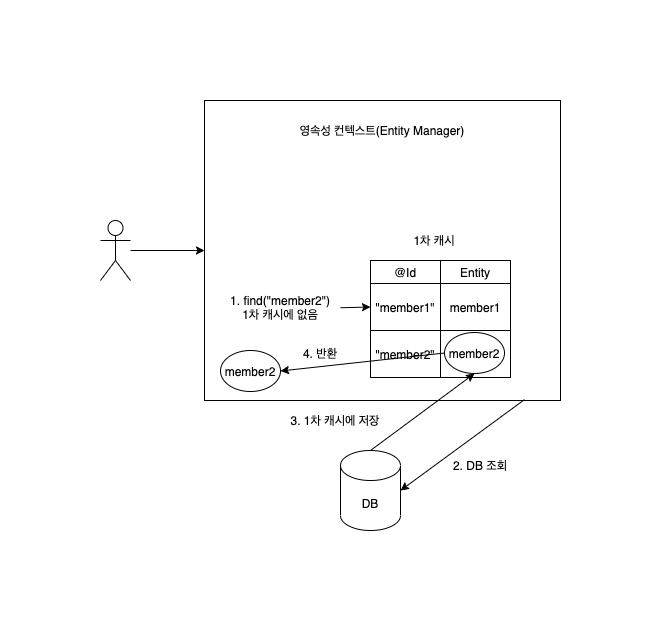 영속성 컨텍스트(Entity Manager)
1차 캐시
@Id
Entity
1. find("member2")
1차 캐시에 없음
"member1"
member1
4. 반환
"member2"
member2
member2
3. 1차 캐시에 저장
2. DB 조회
DB